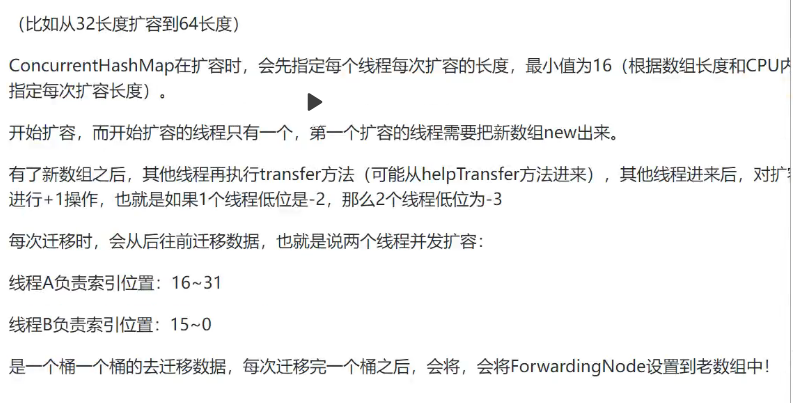 （比如从32长度扩容到64长度）
ConcurrentHashMap在扩容时，会先指定每个线程每次扩容的长度，最小值为16（根据数组长度和CPU内
指定每次扩容长度）。
开始扩容，而开始扩容的线程只有一个，第一个扩容的线程需要把新数组new出来。
有了新数组之后，其他线程再执行transfer方法（可能从helpTransfer方法进来），其他线程进来后，对扩容
进行+1操作，也就是如果1个线程低位是-2，那么2个线程低位为-3
每次迁移时，会从后往前迁移数据，也就是说两个线程并发扩容：
线程A负责索引位置：16~31
线程B负责索引位置：15~0
是一个桶一个桶的去迁移数据，每次迁移完一个桶之后，会将，会将ForwardingNode设置到老数组中！